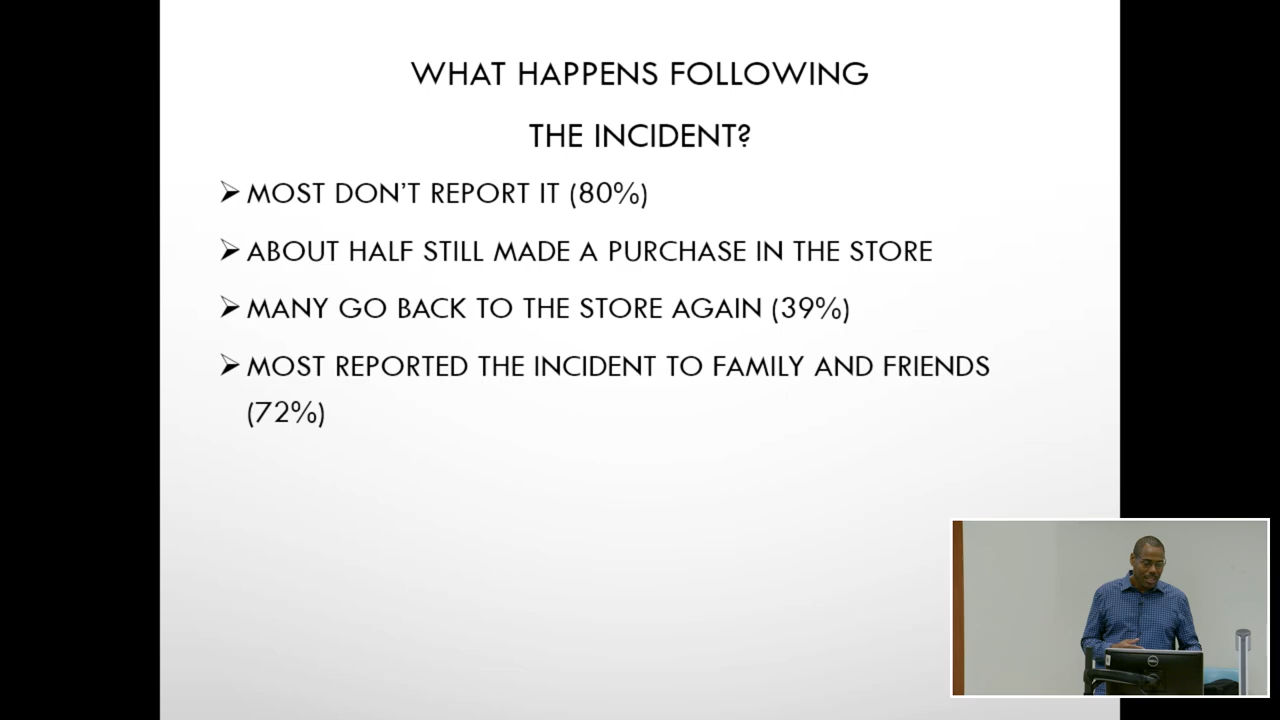 WHAT HAPPENS FOLLOWING
THE INCIDENT?
➢ MOST DON'T REPORT IT (80%)
➢ ABOUT HALF STILL MADE A PURCHASE IN THE STORE
➢ MANY GO BACK TO THE STORE AGAIN (39%)
➢ MOST REPORTED THE INCIDENT TO FAMILY AND FRIENDS
(72%)